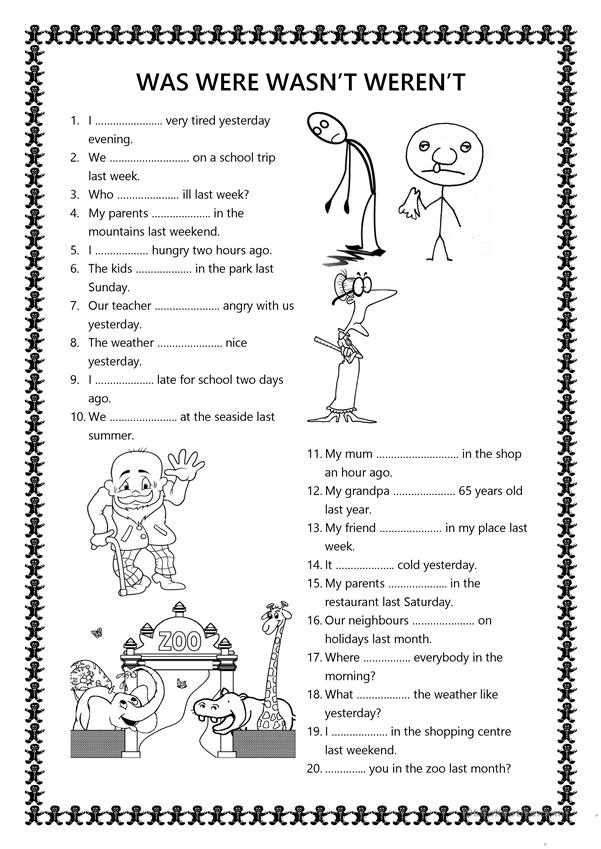 WAS WERE WASN'T WEREN'T
1. I ....................... very tired yesterday
evening.
2. We ........................... on a school trip
last week.
3. Who ..................... ill last week?
4. My parents .................... in the
mountains last weekend.
5. I .................. hungry two hours ago.
6. The kids ................... in the park last
Sunday.
7. Our teacher ...................... angry with us
yesterday.
8. The weather ...................... nice
yesterday.
9. I .................... late for school two days
ago.
10. We ....................... at the seaside last
summer.
11. My mum ............................ in the shop
an hour ago.
12. My grandpa ..................... 65 years old
last year.
13. My friend ..................... in my place last
week.
14. It .................... cold yesterday.
15. My parents .................... in the
restaurant last Saturday.
16. Our neighbours ..................... on
holidays last month.
17. Where ................ everybody in the
morning?
18. What .................. the weather like
yesterday?
19. I ................... in the shopping centre
last weekend.
20. .............. you in the zoo last month?
ZOO